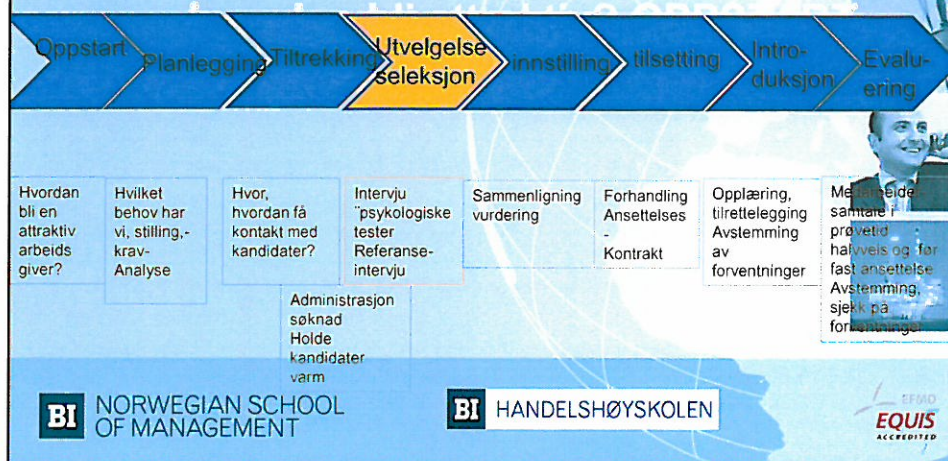 Oppstart
Planlegging
Tiltrekking
Utvelgelse
seleksjon
innstilling
tilsetting
Intro-
duksjon
Evalu-
ering
Hvordan
bli en
attraktiv
arbeids
giver?
Hvilket
behov har
vi, stilling,-
krav-
Analyse
Hvor,
hvordan få
kontakt med
kandidater?
Administrasjon
søknad
Holde
kandidater
varm
Intervju
¨psykologiske
tester
Referanse-
intervju
Sammenligning
vurdering
Forhandling
Ansettelses
-
Kontrakt
Opplæring,
tilrettelegging
Avstemming
av
forventninger
Medarbeider
samtale i
prøvetid
halvveis og før
fast ansettelse
Avstemming,
sjekk på
forventninger
BI NORWEGIAN SCHOOL
OF MANAGEMENT
BI HANDELSHØYSKOLEN
EFMD
EQUIS
ACCREDITED